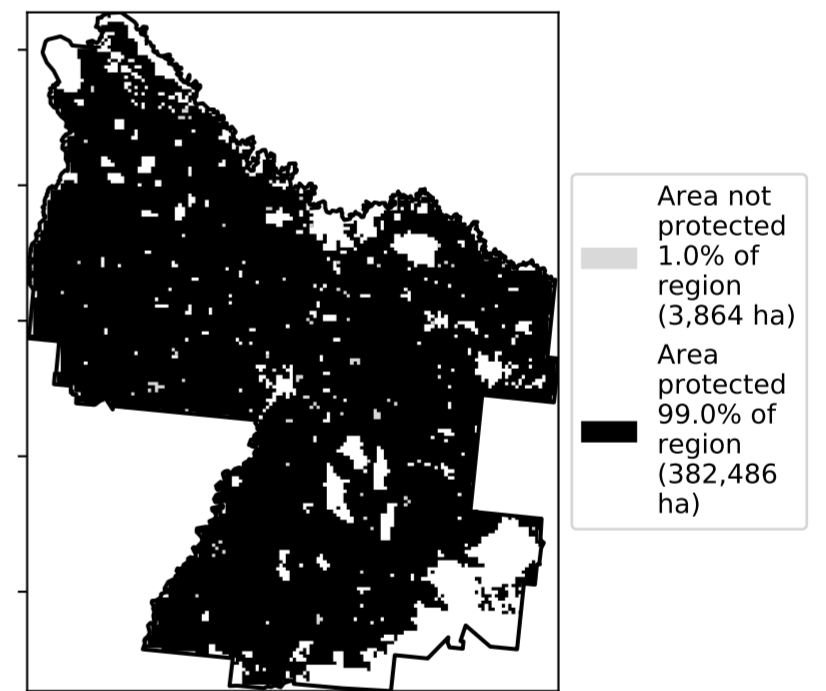 Area not
protected
1.0% of
region
(3,864 ha)
Area
protected
99.0% of
region
(382,486
ha)